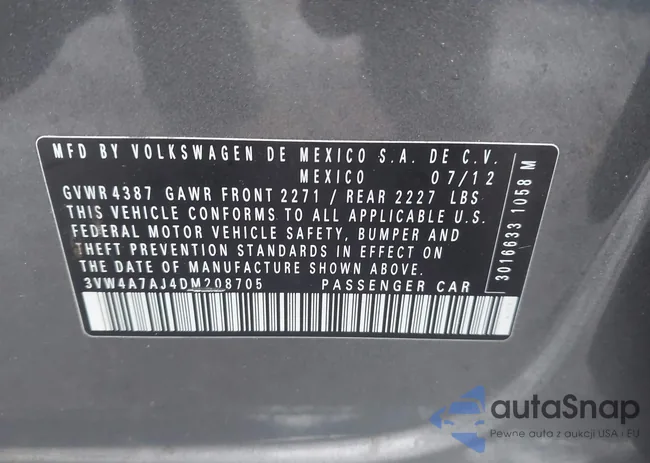 MFD BY VOLKSWAGEN DE MEXICO S.A. DE C.V.
MEXICO 07/12
GVWR 4387 GAWR FRONT 2271 / REAR 2227 LBS
THIS VEHICLE CONFORMS TO ALL APPLICABLE U.S.
FEDERAL MOTOR VEHICLE SAFETY, BUMPER AND
THEFT PREVENTION STANDARDS IN EFFECT ON
THE DATE OF MANUFACTURE SHOWN ABOVE.
3VW4A7AJ4DM208705 PASSENGER CAR
3016633 1058 M
autoSnap
Pewne auta z aukcji USA i EU